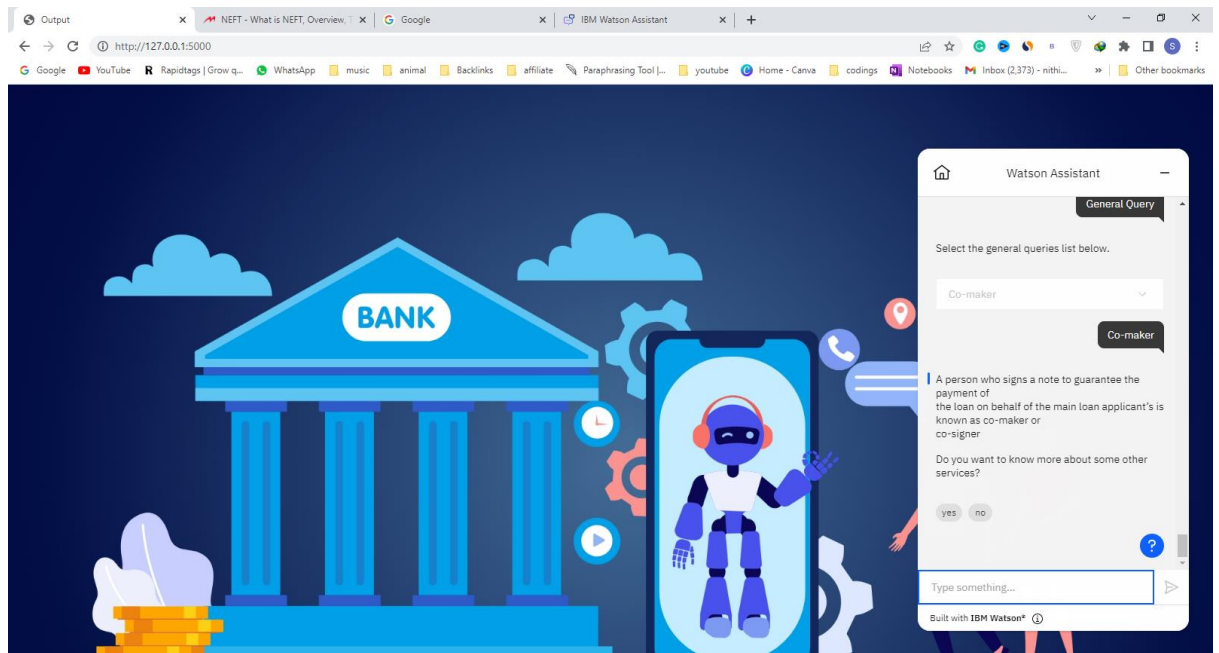 Output
NEFT - What is NEFT, Overview, T
Google
IBM Watson Assistant
http://127.0.0.1:5000
Google
YouTube
Rapidtags | Grow q...
WhatsApp
music
animal
Backlinks
affiliate
Paraphrasing Tool |...
youtube
Home - Canva
codings
Notebooks
Inbox (2,373) - nithi...
»
Other bookmarks
BANK
Watson Assistant
General Query
Select the general queries list below.
Co-maker
Co-maker
A person who signs a note to guarantee the
payment of
the loan on behalf of the main loan applicant's is
known as co-maker or
co-signer
Do you want to know more about some other
services?
yes no
?
Type something...
Built with IBM Watson®